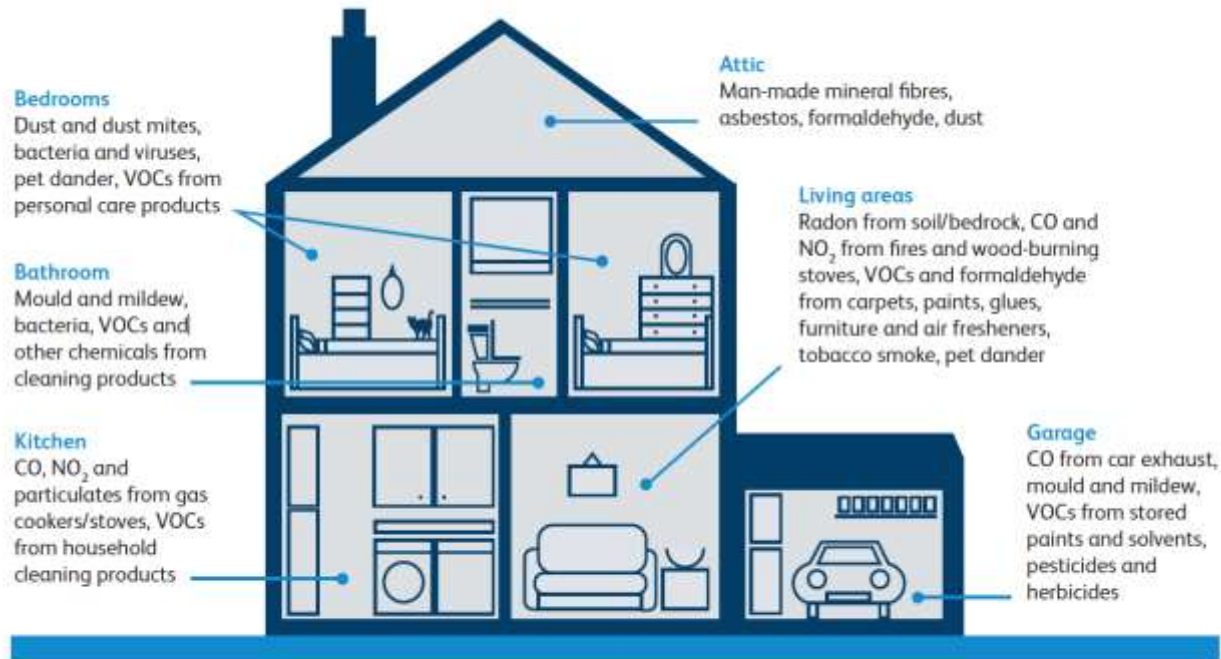 Bedrooms
Dust and dust mites,
bacteria and viruses,
pet dander, VOCs from
personal care products
Bathroom
Mould and mildew,
bacteria, VOCs and
other chemicals from
cleaning products
Kitchen
CO, NO₂ and
particulates from gas
cookers/stoves, VOCs
from household
cleaning products
Attic
Man-made mineral fibres,
asbestos, formaldehyde, dust
Living areas
Radon from soil/bedrock, CO and
NO₂ from fires and wood-burning
stoves, VOCs and formaldehyde
from carpets, paints, glues,
furniture and air fresheners,
tobacco smoke, pet dander
Garage
CO from car exhaust,
mould and mildew,
VOCs from stored
paints and solvents,
pesticides and
herbicides